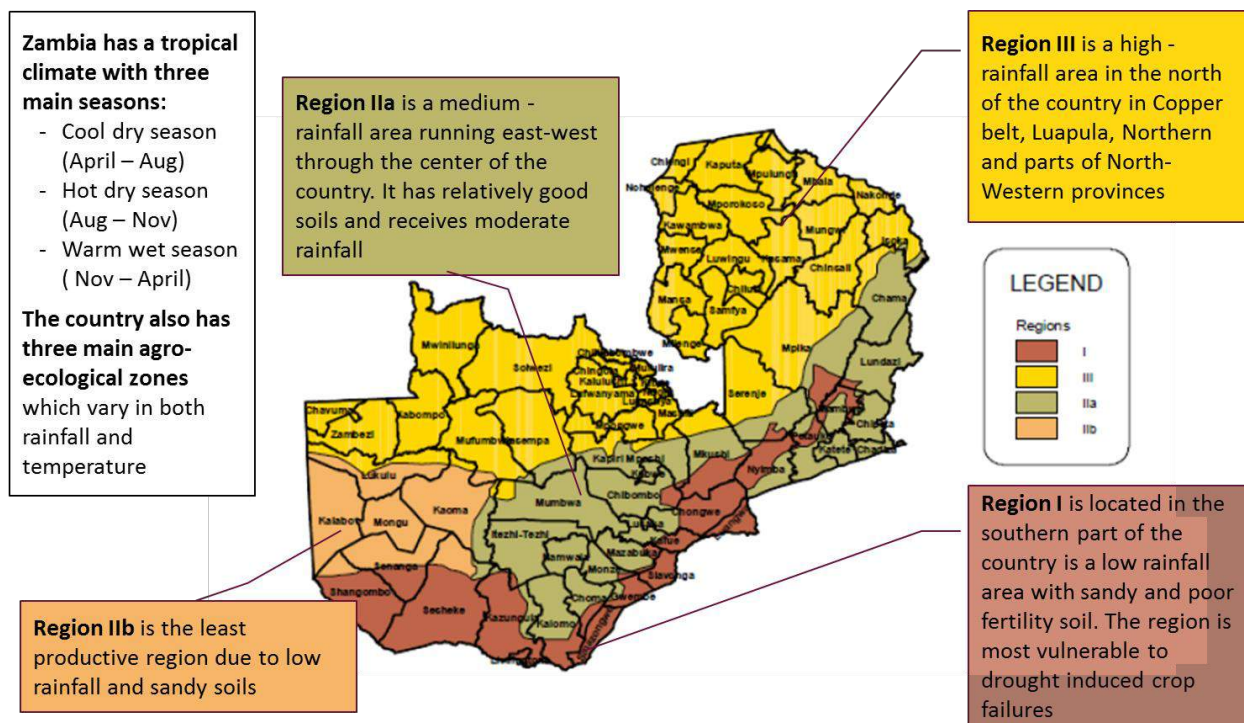 Zambia has a tropical
climate with three
main seasons:
- Cool dry season
(April – Aug)
- Hot dry season
(Aug – Nov)
- Warm wet season
( Nov – April)
The country also has
three main agro-
ecological zones
which vary in both
rainfall and
temperature
Region IIa is a medium -
rainfall area running east-west
through the center of the
country. It has relatively good
soils and receives moderate
rainfall
Region III is a high -
rainfall area in the north
of the country in Copper
belt, Luapula, Northern
and parts of North-
Western provinces
LEGEND
Regions
I
III
IIa
IIb
Region I is located in the
southern part of the
country is a low rainfall
area with sandy and poor
fertility soil. The region is
most vulnerable to
drought induced crop
failures
Region IIb is the least
productive region due to low
rainfall and sandy soils
Chiengi
Kaputa
Mpulungu
Mbala
Nakonde
Mporokoso
Kawambwa
Mungwi
Isoka
Mwense
Luwingu
Kasama
Chinsali
Mansa
Samfya
Chama
Milenge
Mpika
Lundazi
Mwinilunga
Solwezi
Chingola
Mufulira
Kalulushi
Lufwanyama
Serenje
Chavuma
Kabompo
Zambezi
Mufumbwe
Kasempa
Mpongwe
Petauke
Chipata
Katete
Chadiza
Kapiri Mposhi
Mkushi
Nyimba
Lukulu
Kabwe
Kaoma
Mumbwa
Chibombo
Kalabo
Mongu
Chongwe
Lusaka
Itezhi-Tezhi
Kafue
Namwala
Mazabuka
Monze
Senanga
Siavonga
Shangombo
Sesheke
Choma
Gwembe
Kazungula
Kalomo